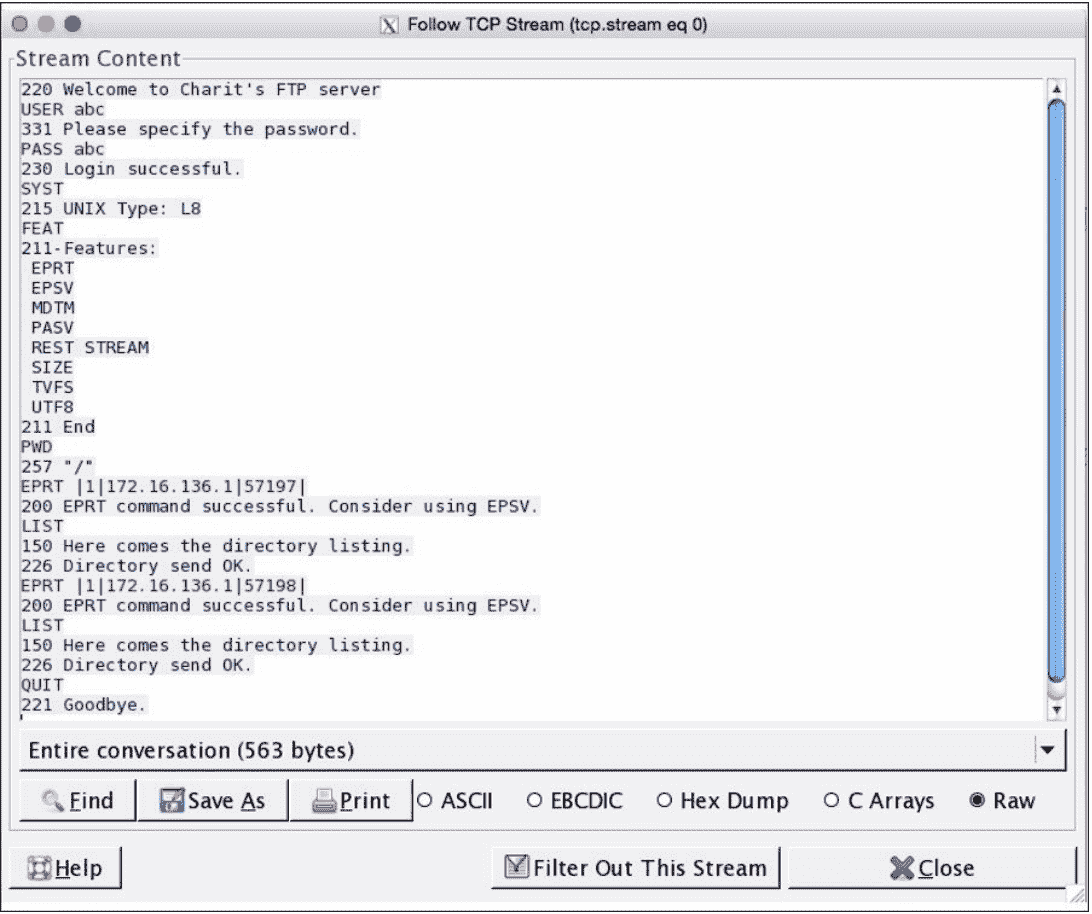 Follow TCP Stream (tcp.stream eq 0)
Stream Content
220 Welcome to Charit's FTP server
USER abc
331 Please specify the password.
PASS abc
230 Login successful.
SYST
215 UNIX Type: L8
FEAT
211-Features:
EPRT
EPSV
MDTM
PASV
REST STREAM
SIZE
TVFS
UTF8
211 End
PWD
257 "/"
EPRT |1|172.16.136.1|57197|
200 EPRT command successful. Consider using EPSV.
LIST
150 Here comes the directory listing.
226 Directory send OK.
EPRT |1|172.16.136.1|57198|
200 EPRT command successful. Consider using EPSV.
LIST
150 Here comes the directory listing.
226 Directory send OK.
QUIT
221 Goodbye.
Entire conversation (563 bytes)
Find Save As Print ASCII EBCDIC Hex Dump C Arrays Raw
Help Filter Out This Stream Close